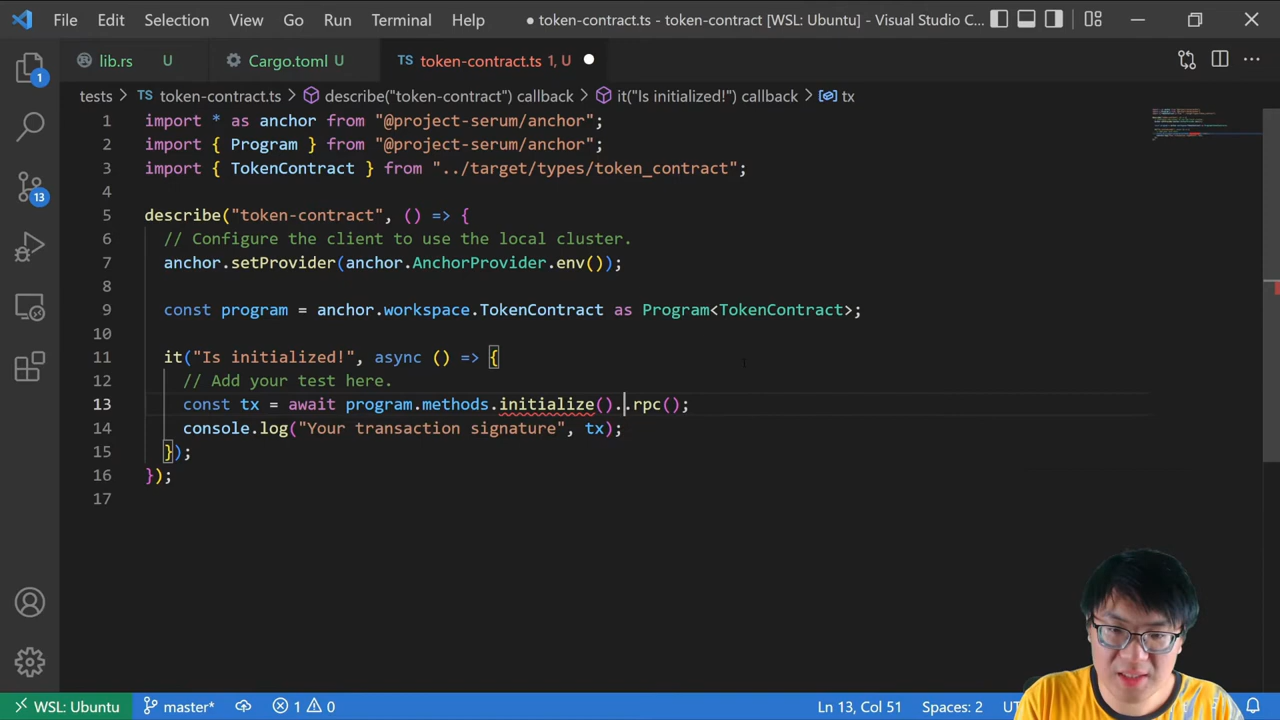 File Edit Selection View Go Run Terminal Help ● token-contract.ts - token-contract [WSL: Ubuntu] - Visual Studio C...
lib.rs U Cargo.toml U TS token-contract.ts 1, U
tests > TS token-contract.ts > describe("token-contract") callback > it("Is initialized!") callback > tx
1 import * as anchor from "@project-serum/anchor";
2 import { Program } from "@project-serum/anchor";
3 import { TokenContract } from "../target/types/token_contract";
4
5 describe("token-contract", () => {
6 // Configure the client to use the local cluster.
7 anchor.setProvider(anchor.AnchorProvider.env());
8
9 const program = anchor.workspace.TokenContract as Program<TokenContract>;
10
11 it("Is initialized!", async () => {
12 // Add your test here.
13 const tx = await program.methods.initialize()..rpc();
14 console.log("Your transaction signature", tx);
15 });
16 });
17
1
13
WSL: Ubuntu master* 1 0 Ln 13, Col 51 Spaces: 2